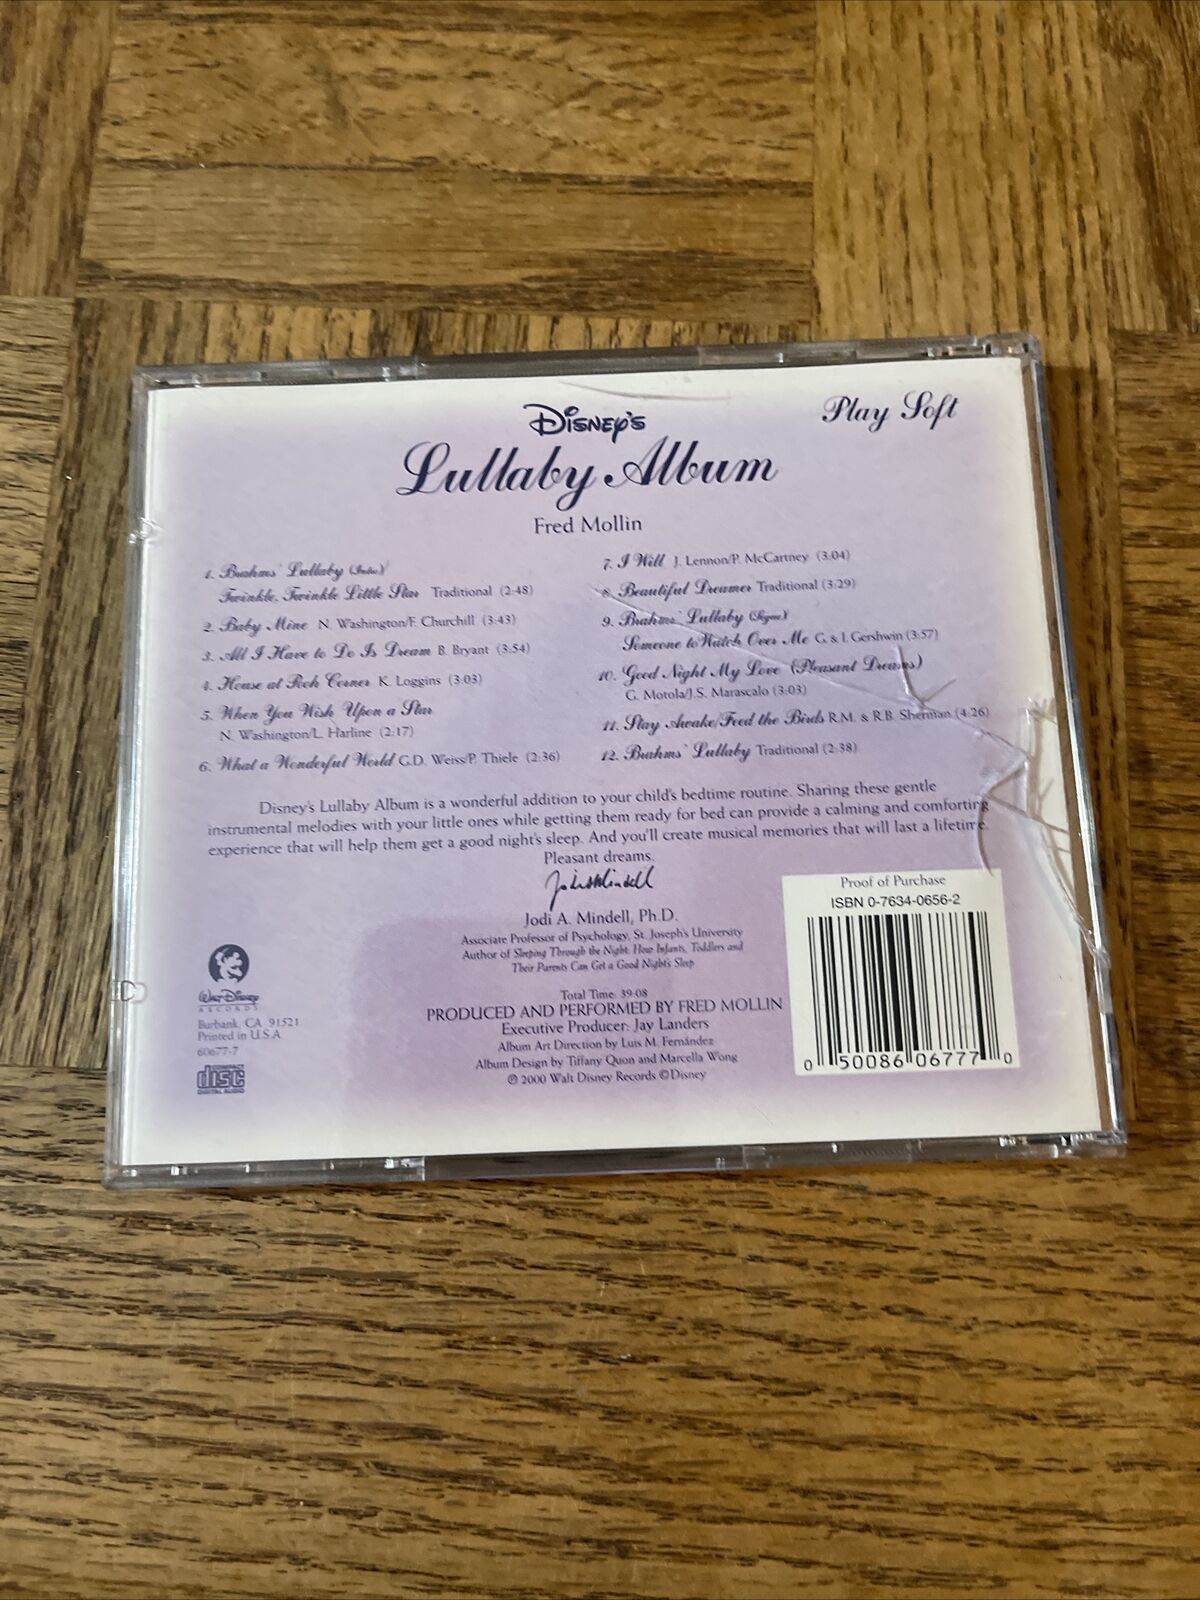 Play Soft
Disney's
Lullaby Album
Fred Mollin
1. Brahms' Lullaby (Intro)/
Twinkle, Twinkle Little Star Traditional (2:48)
2. Baby Mine N. Washington/F. Churchill (3:43)
3. All I Have to Do Is Dream B. Bryant (3:54)
4. House at Pooh Corner K. Loggins (3:03)
5. When You Wish Upon a Star
N. Washington/L. Harline (2:17)
6. What a Wonderful World G.D. Weiss/P. Thiele (2:36)
7. I Will J. Lennon/P. McCartney (3:04)
8. Beautiful Dreamer Traditional (3:29)
9. Brahms' Lullaby
Someone to Watch Over Me G. & I. Gershwin (3:57)
10. Good Night My Love (Pleasant Dreams)
G. Motola/J.S. Marascalo (3:03)
11. Stay Awake/Feed the Birds R.M. & R.B. Sherman (4:26)
12. Brahms' Lullaby Traditional (2:38)
Disney's Lullaby Album is a wonderful addition to your child's bedtime routine. Sharing these gentle
instrumental melodies with your little ones while getting them ready for bed can provide a calming and comforting
experience that will help them get a good night's sleep. And you'll create musical memories that will last a lifetime.
Pleasant dreams.
Jodi A. Mindell, Ph.D.
Associate Professor of Psychology, St. Joseph's University
Author of Sleeping Through the Night: How Infants, Toddlers and
Their Parents Can Get a Good Night's Sleep
Total Time: 39:08
PRODUCED AND PERFORMED BY FRED MOLLIN
Executive Producer: Jay Landers
Album Art Direction by Luis M. Fernández
Album Design by Tiffany Quon and Marcella Wong
℗ 2000 Walt Disney Records ©Disney
Walt Disney
RECORDS
Burbank, CA 91521
Printed in U.S.A.
60677-7
COMPACT
disc
DIGITAL AUDIO
Proof of Purchase
ISBN 0-7634-0656-2
0 50086 06777 0